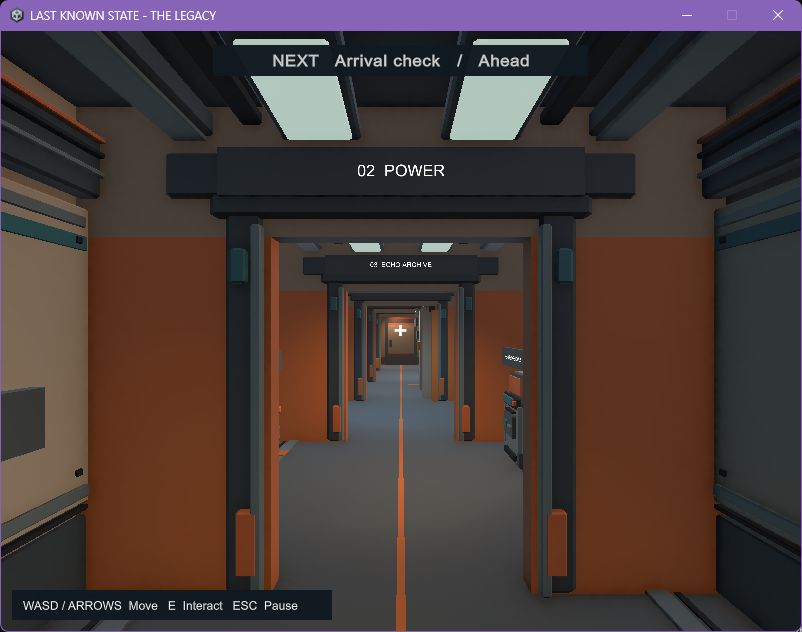 LAST KNOWN STATE - THE LEGACY
NEXT Arrival check / Ahead
02 POWER
03 ECHO ARCHIVE
WASD / ARROWS Move E Interact ESC Pause